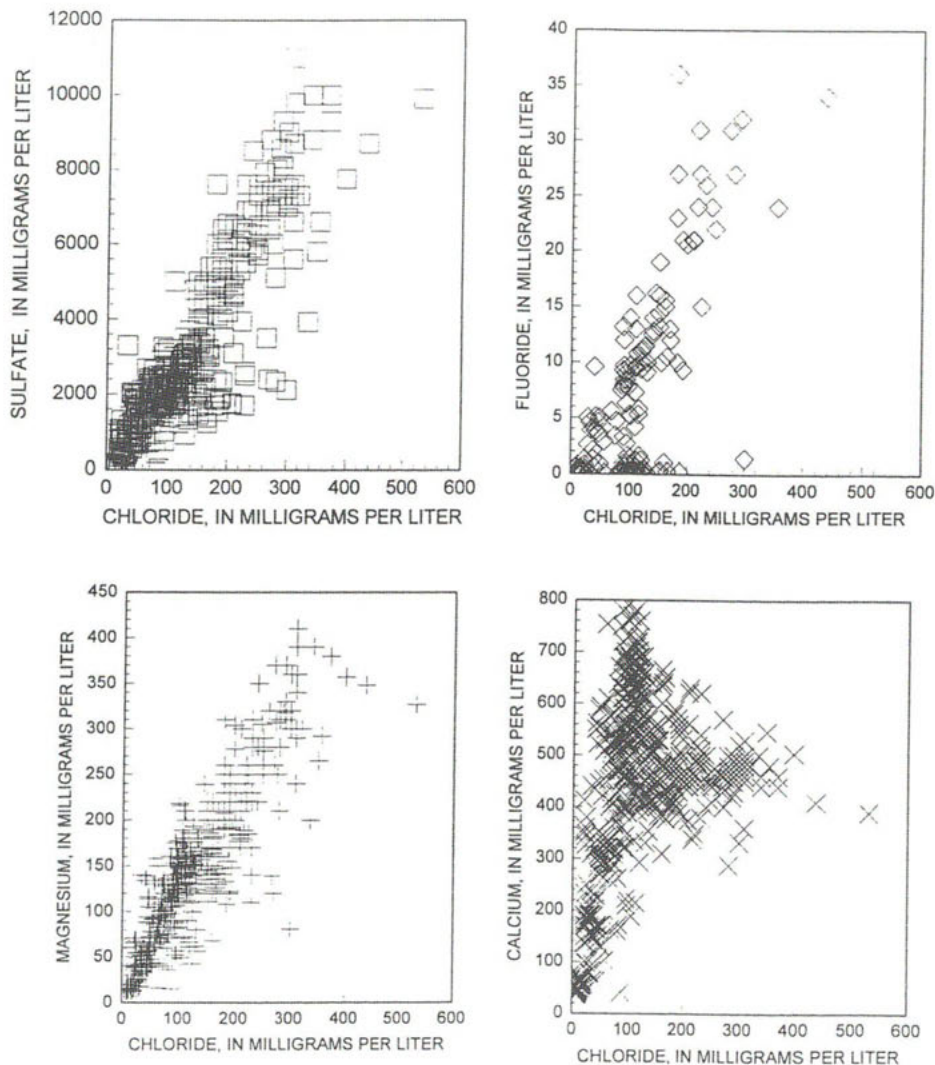 12000
10000
8000
6000
4000
2000
0
SULFATE, IN MILLIGRAMS PER LITER
0 100 200 300 400 500 600
CHLORIDE, IN MILLIGRAMS PER LITER
40
35
30
25
20
15
10
5
0
FLUORIDE, IN MILLIGRAMS PER LITER
0 100 200 300 400 500 600
CHLORIDE, IN MILLIGRAMS PER LITER
450
400
350
300
250
200
150
100
50
0
MAGNESIUM, IN MILLIGRAMS PER LITER
0 100 200 300 400 500 600
CHLORIDE, IN MILLIGRAMS PER LITER
800
700
600
500
400
300
200
100
0
CALCIUM, IN MILLIGRAMS PER LITER
0 100 200 300 400 500 600
CHLORIDE, IN MILLIGRAMS PER LITER